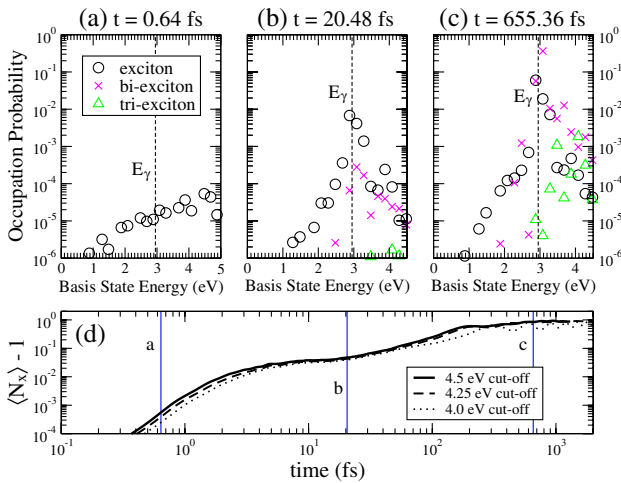 (a) t = 0.64 fs
(b) t = 20.48 fs
(c) t = 655.36 fs
Occupation Probability
10^0
10^-1
10^-2
10^-3
10^-4
10^-5
10^-6
exciton
bi-exciton
tri-exciton
E_γ
E_γ
E_γ
10^0
10^-1
10^-2
10^-3
10^-4
10^-5
10^-6
0 1 2 3 4 5
0 1 2 3 4
0 1 2 3 4
Basis State Energy (eV)
Basis State Energy (eV)
Basis State Energy (eV)
⟨N_x⟩ - 1
10^0
10^-1
10^-2
10^-3
10^-4
(d)
a
b
c
4.5 eV cut-off
4.25 eV cut-off
4.0 eV cut-off
10^-1 10^0 10^1 10^2 10^3
time (fs)